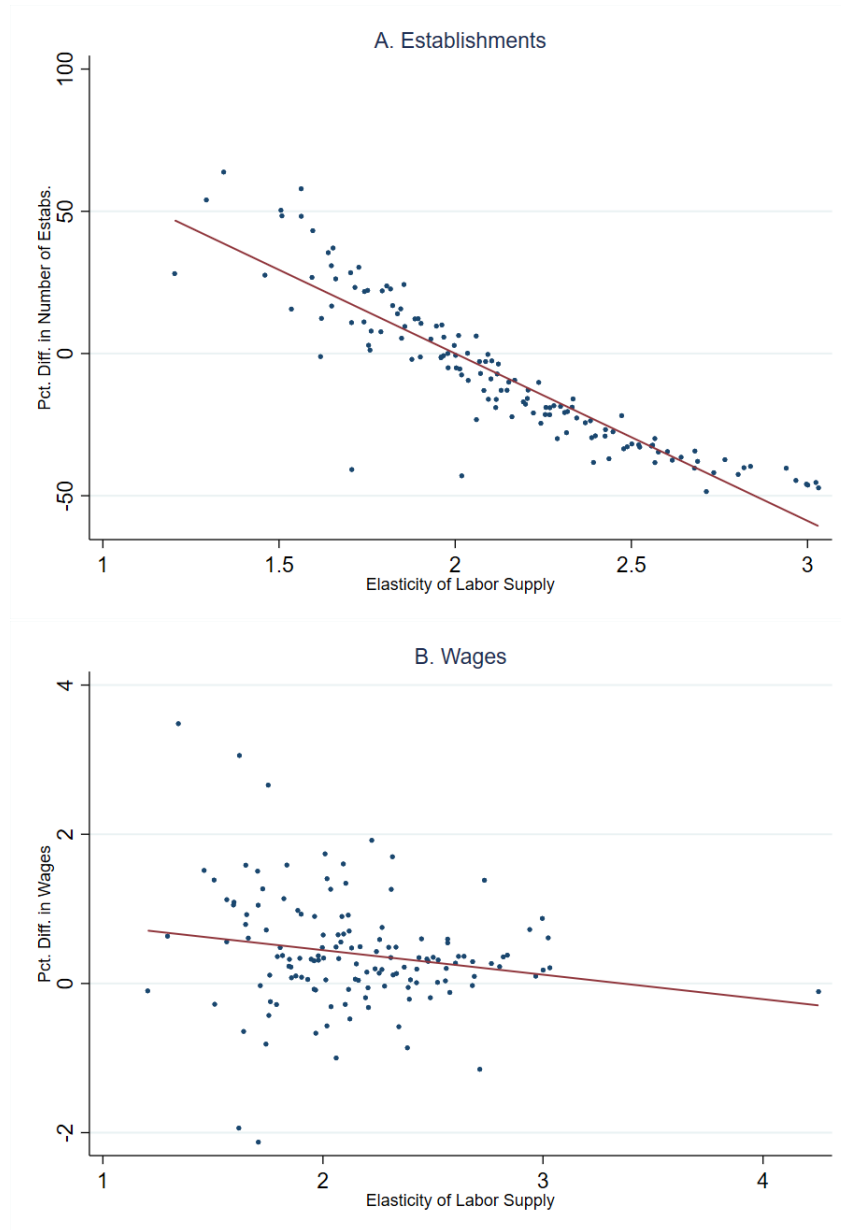 A. Establishments
Pct. Diff. in Number of Estabs.
100
50
0
-50
1 1.5 2 2.5 3
Elasticity of Labor Supply
B. Wages
Pct. Diff. in Wages
4
2
0
-2
1 2 3 4
Elasticity of Labor Supply